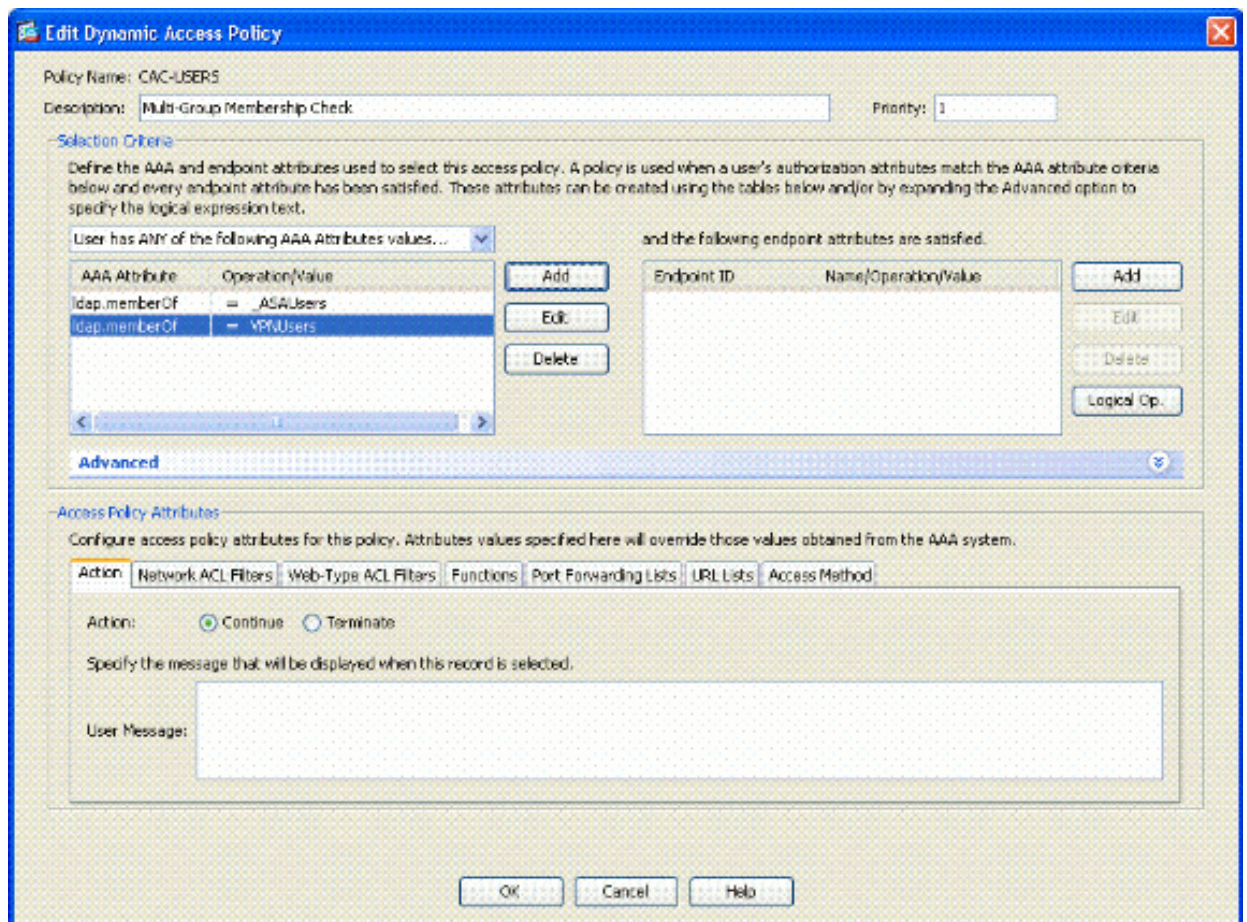 Edit Dynamic Access Policy
Policy Name: CAC-USERS
Description: Multi-Group Membership Check Priority: 1
Selection Criteria
Define the AAA and endpoint attributes used to select this access policy. A policy is used when a user's authorization attributes match the AAA attribute criteria
below and every endpoint attribute has been satisfied. These attributes can be created using the tables below and/or by expanding the Advanced option to
specify the logical expression text.
User has ANY of the following AAA Attributes values... and the following endpoint attributes are satisfied.
AAA Attribute Operation/Value Add Endpoint ID Name/Operation/Value Add
ldap.memberOf = _ASAUsers
ldap.memberOf = VPNUsers Edit Edit
Delete Delete
Logical Op.
Advanced
Access Policy Attributes
Configure access policy attributes for this policy. Attributes values specified here will override those values obtained from the AAA system.
Action Network ACL Filters Web-Type ACL Filters Functions Port Forwarding Lists URL Lists Access Method
Action: Continue Terminate
Specify the message that will be displayed when this record is selected.
User Message:
OK Cancel Help